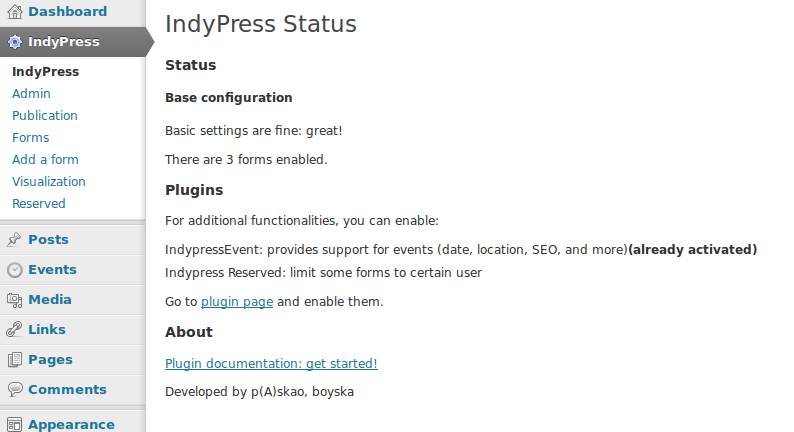 Dashboard
IndyPress
IndyPress
Admin
Publication
Forms
Add a form
Visualization
Reserved
Posts
Events
Media
Links
Pages
Comments
Appearance
IndyPress Status
Status
Base configuration
Basic settings are fine: great!
There are 3 forms enabled.
Plugins
For additional functionalities, you can enable:
IndypressEvent: provides support for events (date, location, SEO, and more)(already activated)
Indypress Reserved: limit some forms to certain user
Go to plugin page and enable them.
About
Plugin documentation: get started!
Developed by p(A)skao, boyska